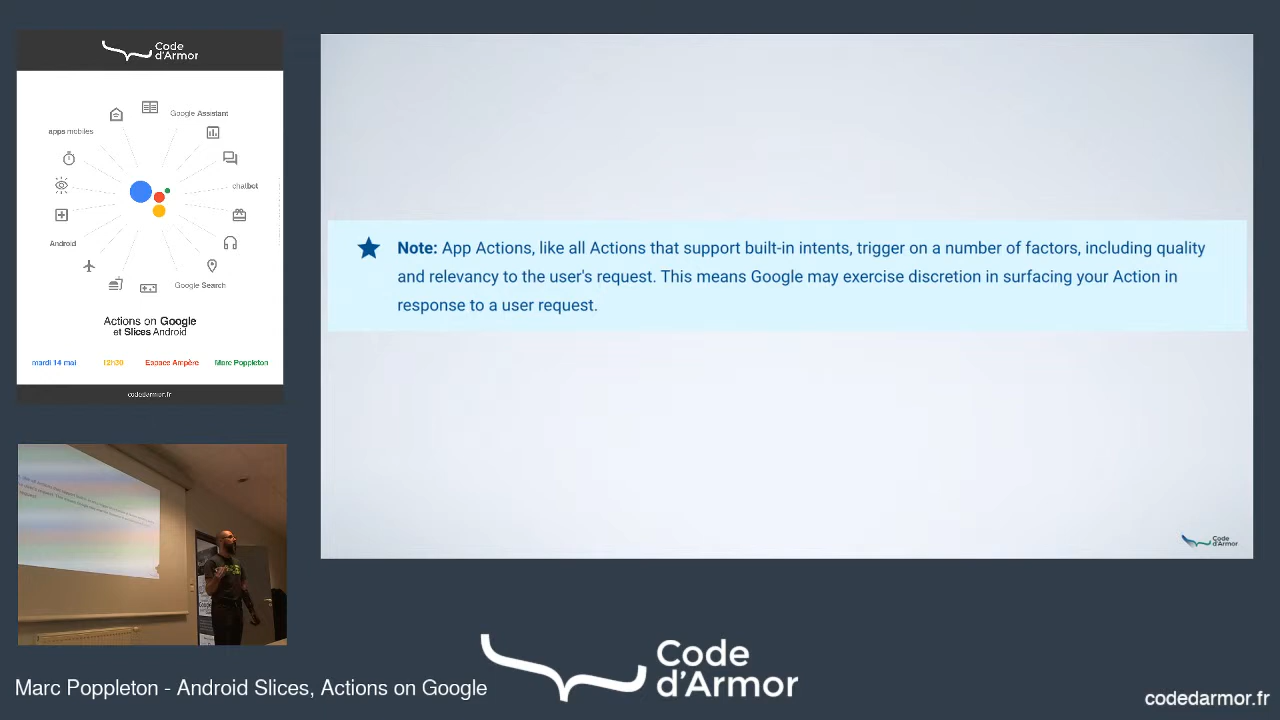 Code
d'Armor
Google Assistant
apps mobiles
chatbot
Android
Google Search
Actions on Google
et Slices Android
mardi 14 mai 12h30 Espace Ampère Marc Poppleton
codedarmor.fr
Note: App Actions, like all Actions that support built-in intents, trigger on a number of factors, including quality
and relevancy to the user's request. This means Google may exercise discretion in surfacing your Action in
response to a user request.
Code
d'Armor
Marc Poppleton - Android Slices, Actions on Google
Code
d'Armor
codedarmor.fr